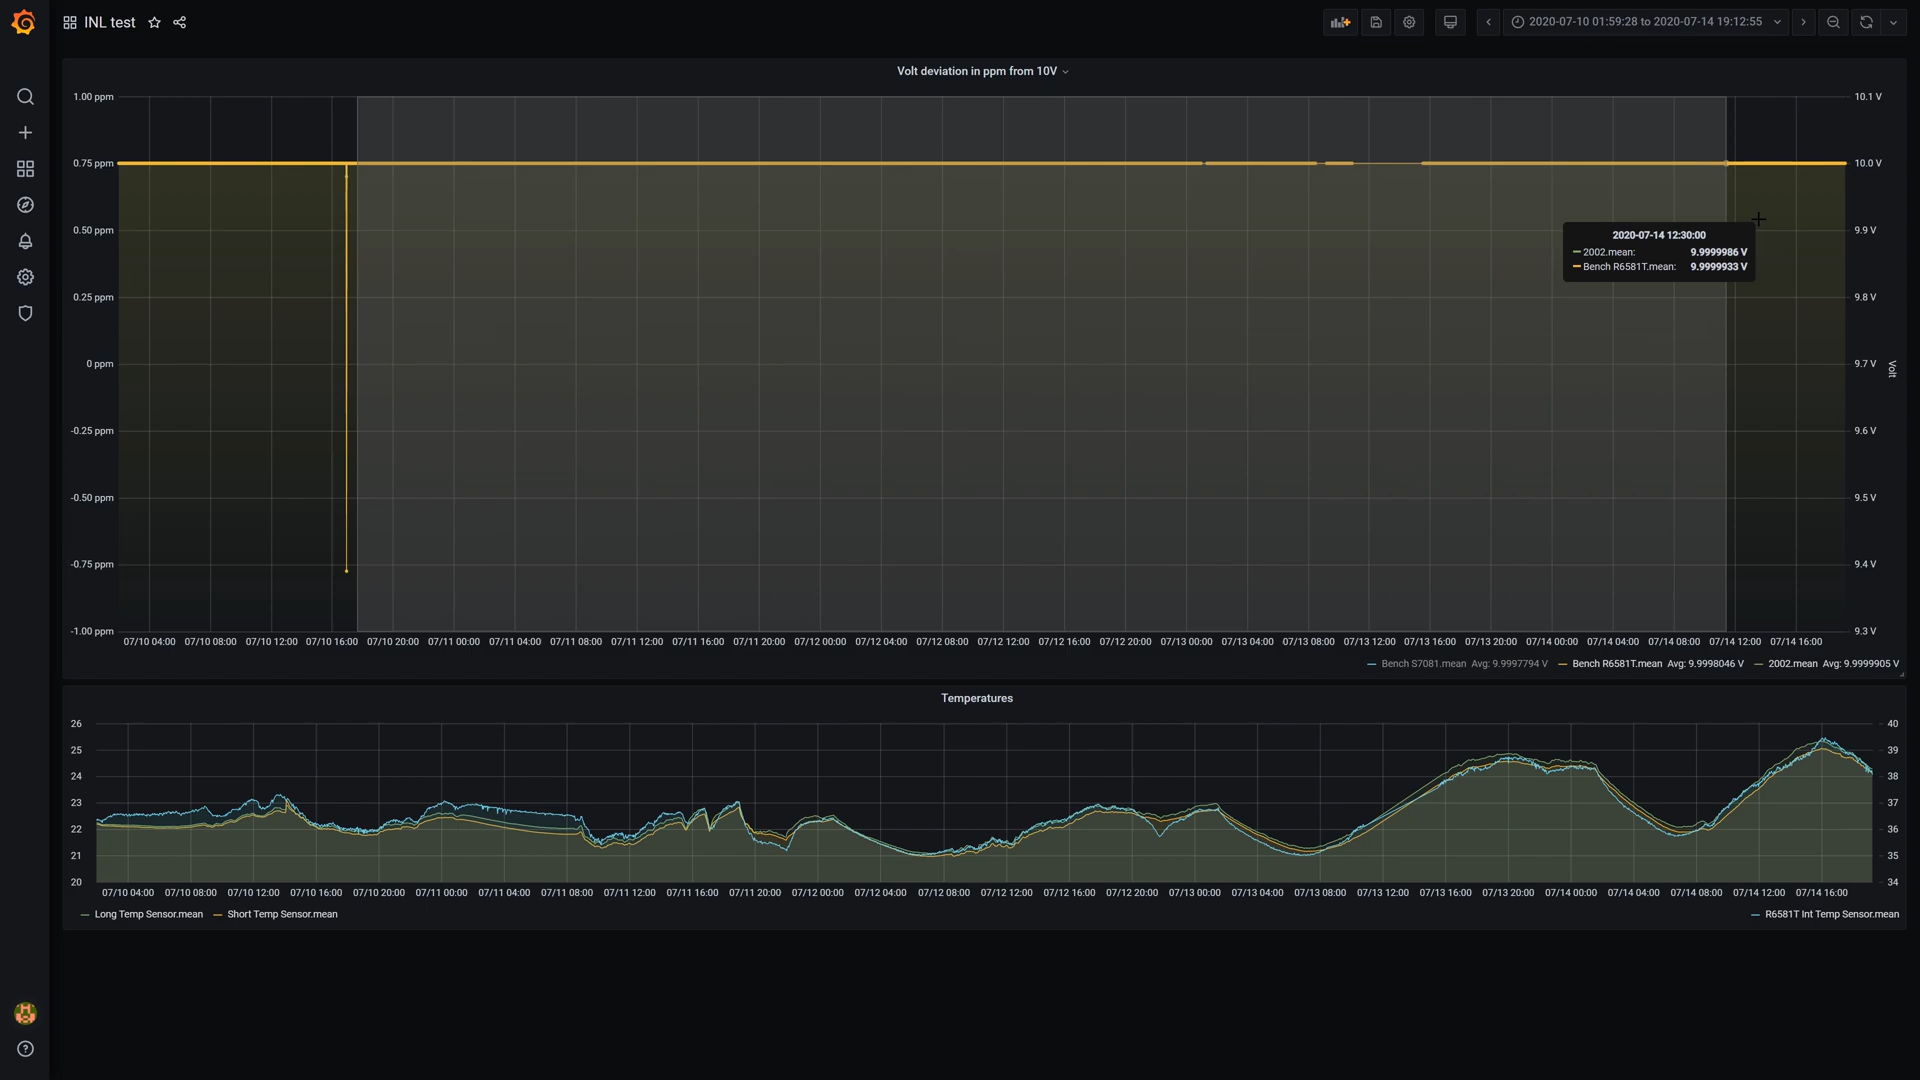 INL test
2020-07-10 01:59:28 to 2020-07-14 19:12:55
Volt deviation in ppm from 10V
1.00 ppm
0.75 ppm
0.50 ppm
0.25 ppm
0 ppm
-0.25 ppm
-0.50 ppm
-0.75 ppm
-1.00 ppm
10.1 V
10.0 V
9.9 V
9.8 V
9.7 V
9.6 V
9.5 V
9.4 V
9.3 V
Volt
2020-07-14 12:30:00
2002.mean: 9.9999986 V
Bench R6581T.mean: 9.9999933 V
07/10 04:00 07/10 08:00 07/10 12:00 07/10 16:00 07/10 20:00 07/11 00:00 07/11 04:00 07/11 08:00 07/11 12:00 07/11 16:00 07/11 20:00 07/12 00:00 07/12 04:00 07/12 08:00 07/12 12:00 07/12 16:00 07/12 20:00 07/13 00:00 07/13 04:00 07/13 08:00 07/13 12:00 07/13 16:00 07/13 20:00 07/14 00:00 07/14 04:00 07/14 08:00 07/14 12:00 07/14 16:00
Bench S7081.mean Avg: 9.9997794 V Bench R6581T.mean Avg: 9.9998046 V 2002.mean Avg: 9.9999905 V
Temperatures
26
25
24
23
22
21
20
40
39
38
37
36
35
34
07/10 04:00 07/10 08:00 07/10 12:00 07/10 16:00 07/10 20:00 07/11 00:00 07/11 04:00 07/11 08:00 07/11 12:00 07/11 16:00 07/11 20:00 07/12 00:00 07/12 04:00 07/12 08:00 07/12 12:00 07/12 16:00 07/12 20:00 07/13 00:00 07/13 04:00 07/13 08:00 07/13 12:00 07/13 16:00 07/13 20:00 07/14 00:00 07/14 04:00 07/14 08:00 07/14 12:00 07/14 16:00
Long Temp Sensor.mean Short Temp Sensor.mean
R6581T Int Temp Sensor.mean